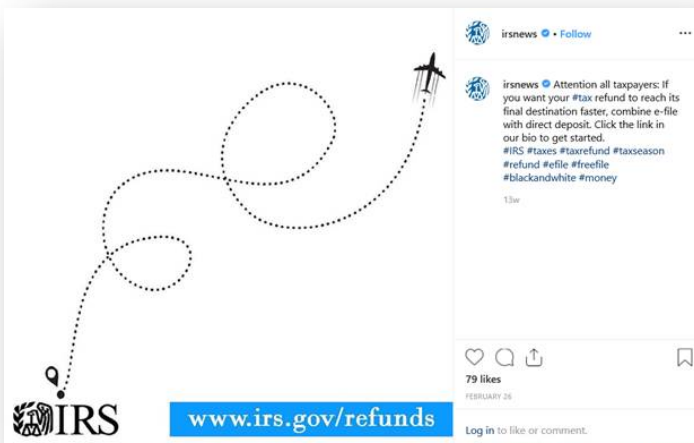 IRS
www.irs.gov/refunds
irsnews • Follow
irsnews Attention all taxpayers: If
you want your #tax refund to reach its
final destination faster, combine e-file
with direct deposit. Click the link in
our bio to get started.
#IRS #taxes #taxrefund #taxseason
#refund #efile #freefile
#blackandwhite #money
13w
79 likes
FEBRUARY 26
Log in to like or comment.